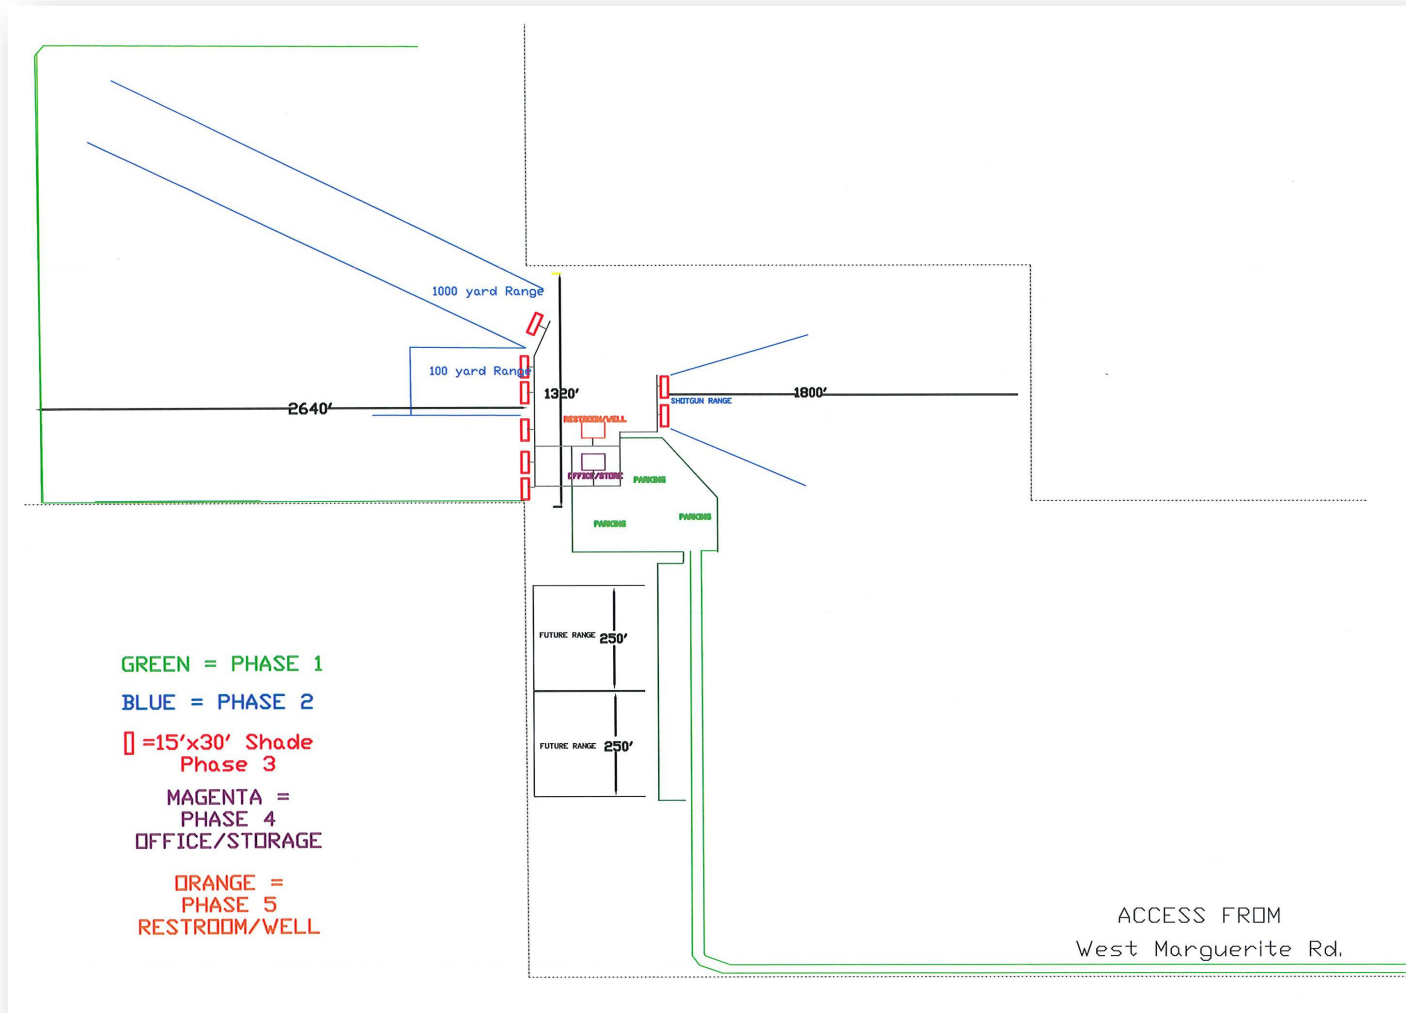 1000 yard Range
100 yard Range
1320'
2640'
1800'
SHOTGUN RANGE
RESTROOM/WELL
OFFICE/STORE
PARKING
PARKING
PARKING
FUTURE RANGE 250'
FUTURE RANGE 250'
GREEN = PHASE 1
BLUE = PHASE 2
=15'x30' Shade
Phase 3
MAGENTA =
PHASE 4
OFFICE/STORAGE
ORANGE =
PHASE 5
RESTROOM/WELL
ACCESS FROM
West Marguerite Rd.